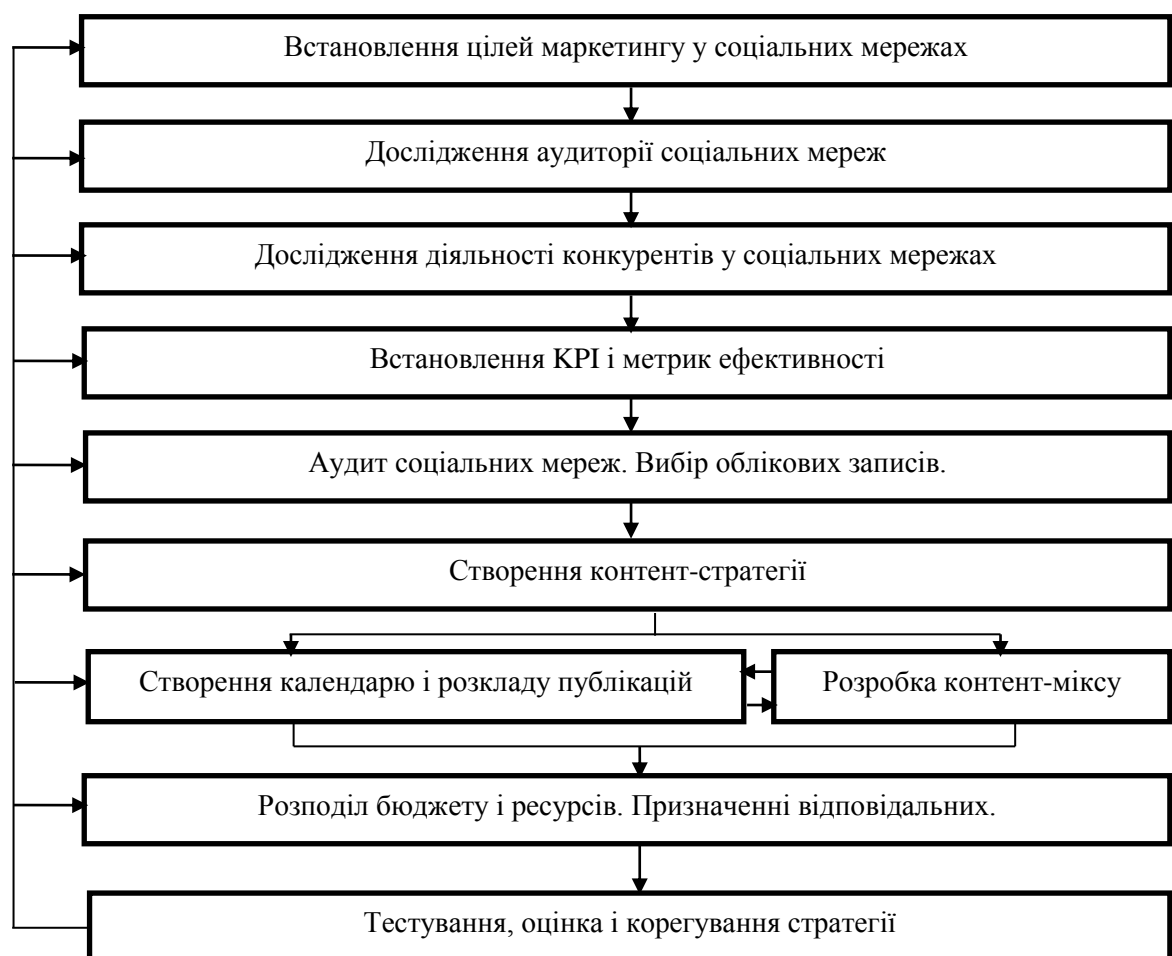 Встановлення цілей маркетингу у соціальних мережах
Дослідження аудиторії соціальних мереж
Дослідження діяльності конкурентів у соціальних мережах
Встановлення KPI і метрик ефективності
Аудит соціальних мереж. Вибір облікових записів.
Створення контент-стратегії
Створення календарю і розкладу публікацій
Розробка контент-міксу
Розподіл бюджету і ресурсів. Призначенні відповідальних.
Тестування, оцінка і корегування стратегії